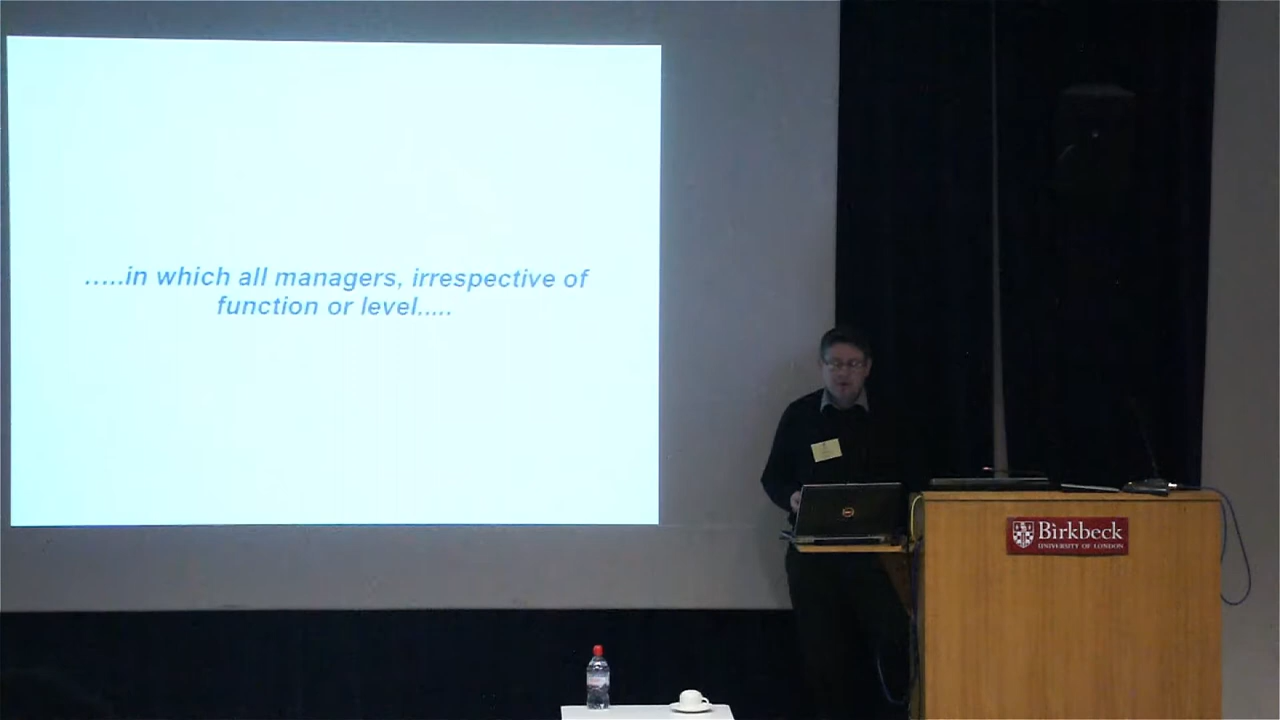 .....in which all managers, irrespective of
function or level.....
Birkbeck
UNIVERSITY OF LONDON